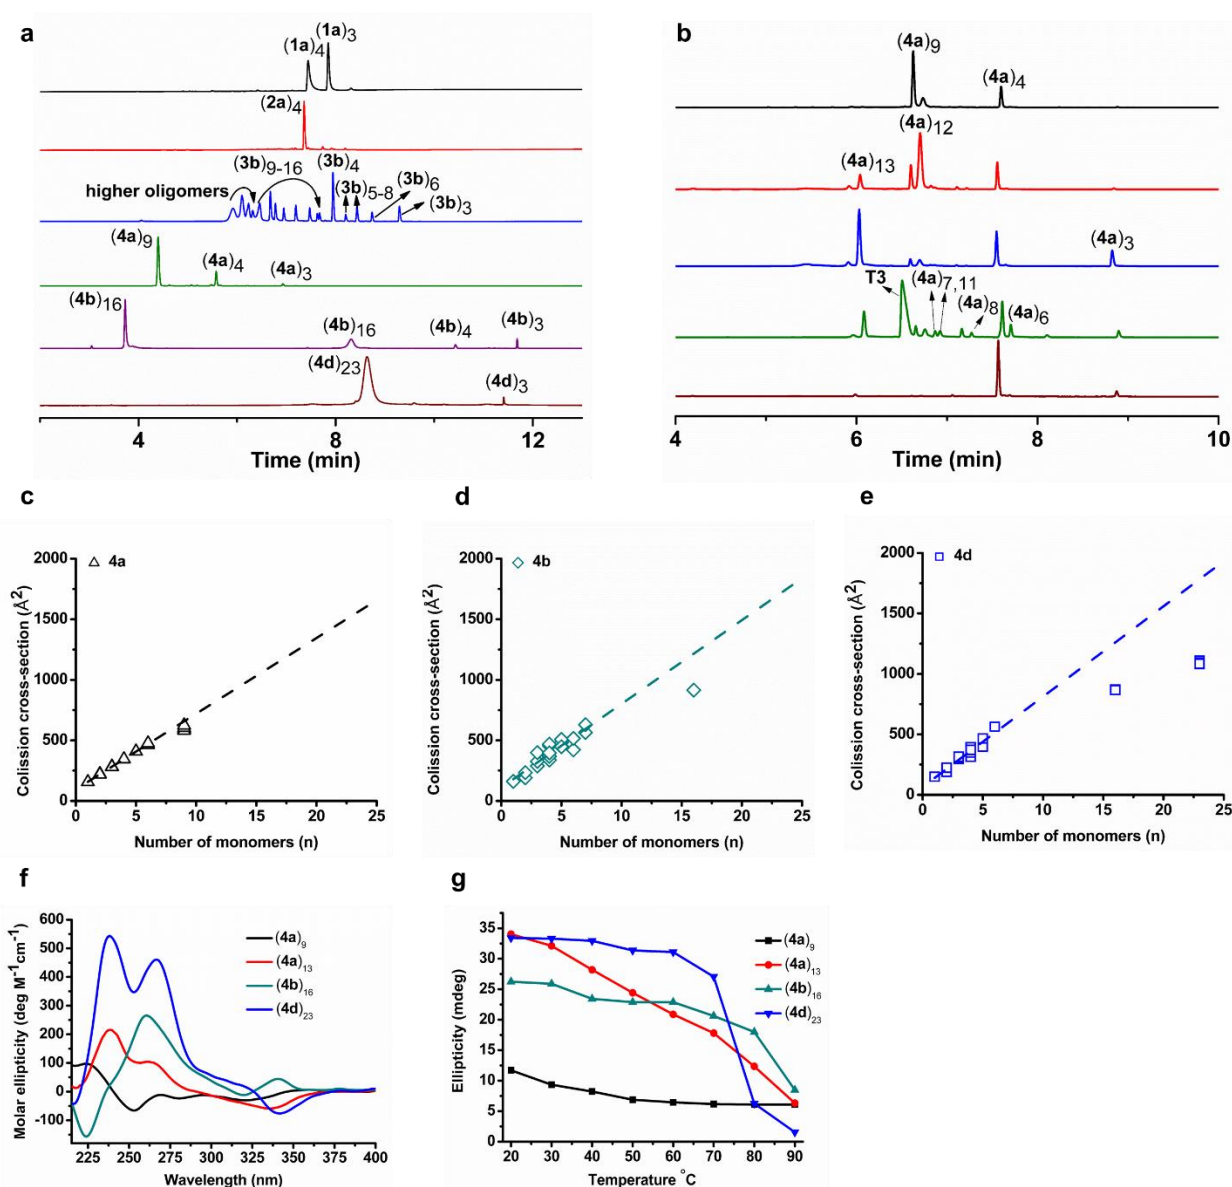 a
(1a)4
(1a)3
(2a)4
(3b)9-16
(3b)4
(3b)5-8
(3b)6
(3b)3
higher oligomers
(4a)9
(4a)4
(4a)3
(4b)16
(4b)16
(4b)4
(4b)3
(4d)23
(4d)3
4
8
12
Time (min)
b
(4a)9
(4a)4
(4a)12
(4a)13
(4a)3
T3
(4a)7,11
(4a)8
(4a)6
4
6
8
10
Time (min)
c
4a
2000
1500
1000
500
0
0
5
10
15
20
25
Colission cross-section (Å²)
Number of monomers (n)
d
4b
2000
1500
1000
500
0
0
5
10
15
20
25
Colission cross-section (Å²)
Number of monomers (n)
e
4d
2000
1500
1000
500
0
0
5
10
15
20
25
Colission cross-section (Å²)
Number of monomers (n)
f
(4a)9
(4a)13
(4b)16
(4d)23
600
500
400
300
200
100
0
-100
225
250
275
300
325
350
375
400
Molar ellipticity (deg M⁻¹cm⁻¹)
Wavelength (nm)
g
(4a)9
(4a)13
(4b)16
(4d)23
35
30
25
20
15
10
5
0
20
30
40
50
60
70
80
90
Ellipticity (mdeg)
Temperature °C